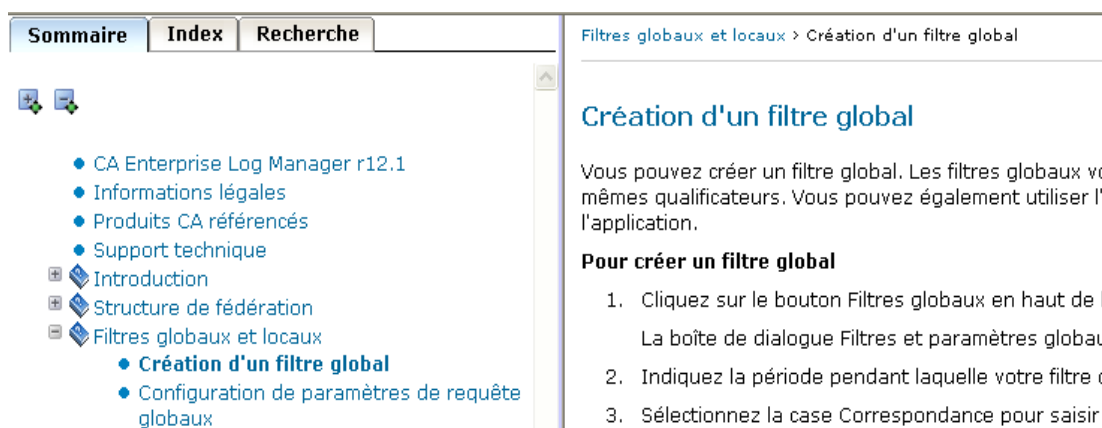 Sommaire Index Recherche
CA Enterprise Log Manager r12.1
Informations légales
Produits CA référencés
Support technique
Introduction
Structure de fédération
Filtres globaux et locaux
Création d'un filtre global
Configuration de paramètres de requête
globaux
Filtres globaux et locaux > Création d'un filtre global
Création d'un filtre global
Vous pouvez créer un filtre global. Les filtres globaux
mêmes qualificateurs. Vous pouvez également utiliser
l'application.
Pour créer un filtre global
1. Cliquez sur le bouton Filtres globaux en haut de
La boîte de dialogue Filtres et paramètres
2. Indiquez la période pendant laquelle votre filtre
3. Sélectionnez la case Correspondance pour saisir